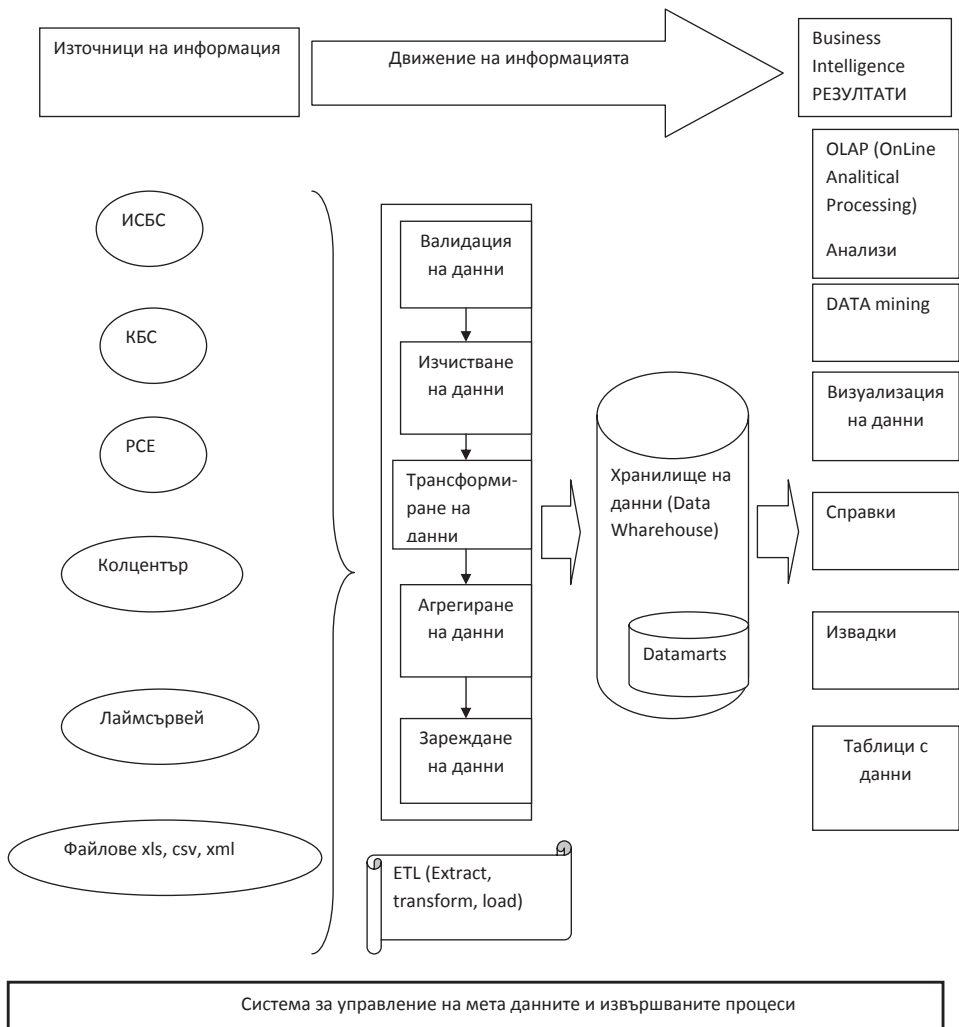 Източници на информация
Движение на информацията
Business
Intelligence
РЕЗУЛТАТИ
OLAP (OnLine
Analitical
Processing)
Анализи
ИСБС
Валидация
на данни
DATA mining
КБС
Изчистване
на данни
Визуализация
на данни
РСЕ
Трансформи-
ране на
данни
Хранилище на
данни (Data
Wharehouse)
Справки
Колцентър
Агрегиране
на данни
Datamarts
Извадки
Лаймсървей
Зареждане
на данни
Таблици с
данни
Файлове xls, csv, xml
ETL (Extract,
transform, load)
Система за управление на мета данните и извършваните процеси